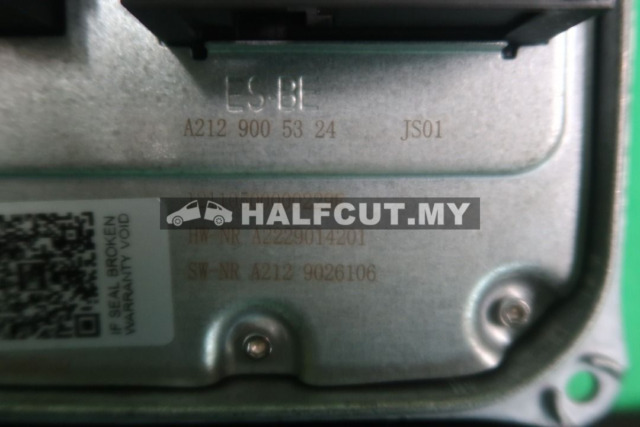 ES·BE
A212 900 53 24 JS01
HALFCUT.MY
HW-NR A2229014201
SW-NR A212 9026106
IF SEAL BROKEN
WARRANTY VOID